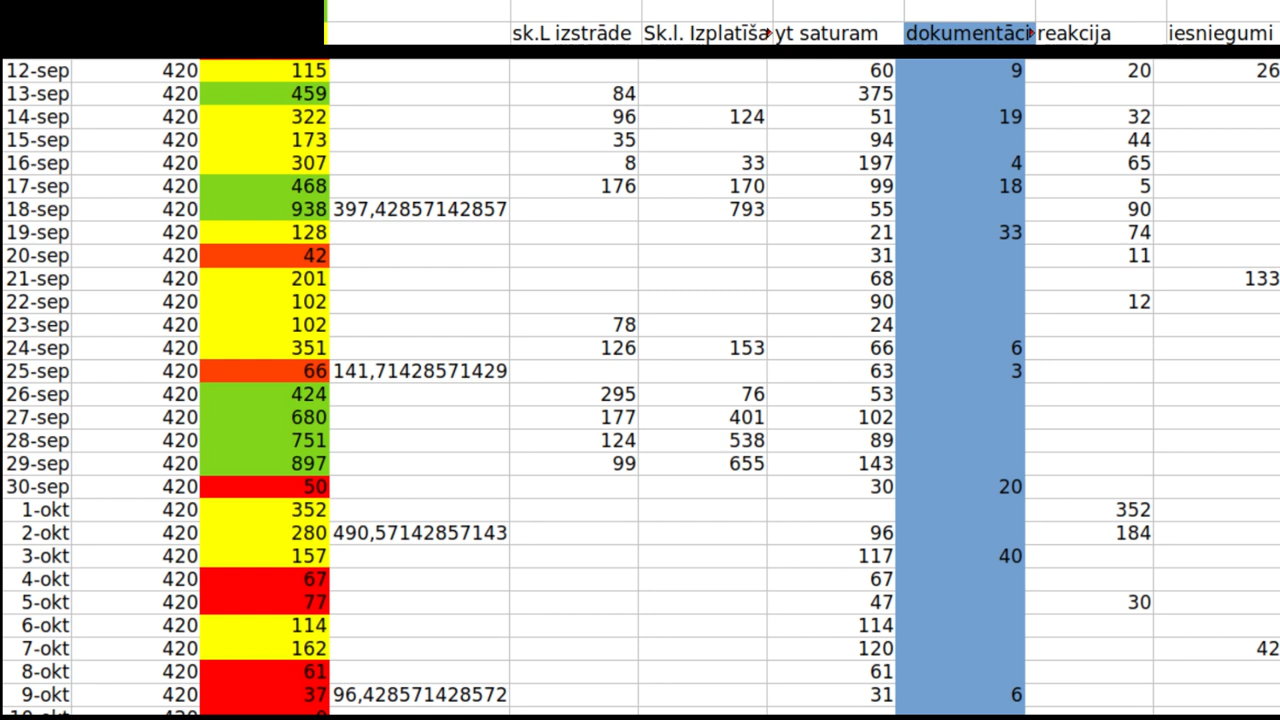 sk.L izstrāde Sk.l. Izplatīša yt saturam dokumentāci reakcija iesniegumi
12-sep 420 115 60 9 20 26
13-sep 420 459 84 375
14-sep 420 322 96 124 51 19 32
15-sep 420 173 35 94 44
16-sep 420 307 8 33 197 4 65
17-sep 420 468 176 170 99 18 5
18-sep 420 938 397,42857142857 793 55 90
19-sep 420 128 21 33 74
20-sep 420 42 31 11
21-sep 420 201 68 133
22-sep 420 102 90 12
23-sep 420 102 78 24
24-sep 420 351 126 153 66 6
25-sep 420 66 141,71428571429 63 3
26-sep 420 424 295 76 53
27-sep 420 680 177 401 102
28-sep 420 751 124 538 89
29-sep 420 897 99 655 143
30-sep 420 50 30 20
1-okt 420 352 352
2-okt 420 280 490,57142857143 96 184
3-okt 420 157 117 40
4-okt 420 67 67
5-okt 420 77 47 30
6-okt 420 114 114
7-okt 420 162 120 42
8-okt 420 61 61
9-okt 420 37 96,428571428572 31 6